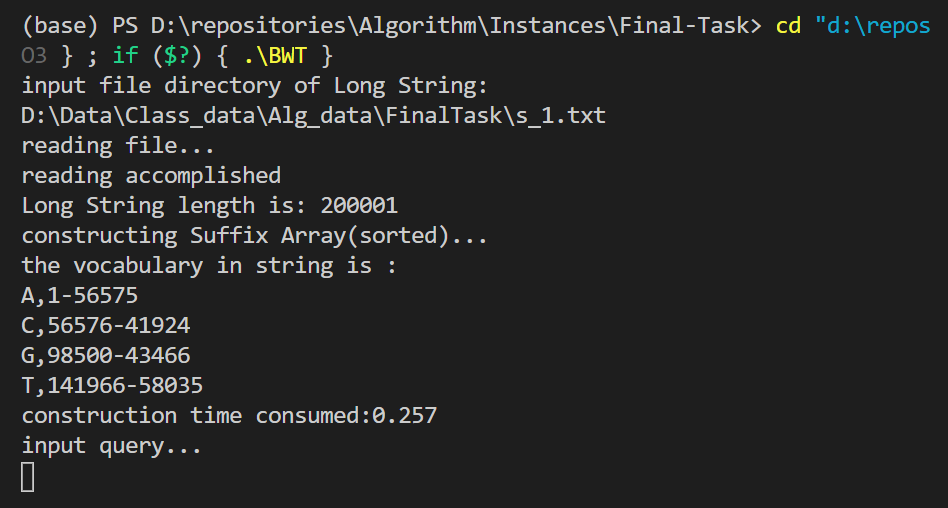 (base) PS D:\repositories\Algorithm\Instances\Final-Task> cd "d:\repos
O3 } ; if ($?) { .\BWT }
input file directory of Long String:
D:\Data\Class_data\Alg_data\FinalTask\s_1.txt
reading file...
reading accomplished
Long String length is: 200001
constructing Suffix Array(sorted)...
the vocabulary in string is :
A,1-56575
C,56576-41924
G,98500-43466
T,141966-58035
construction time consumed:0.257
input query...